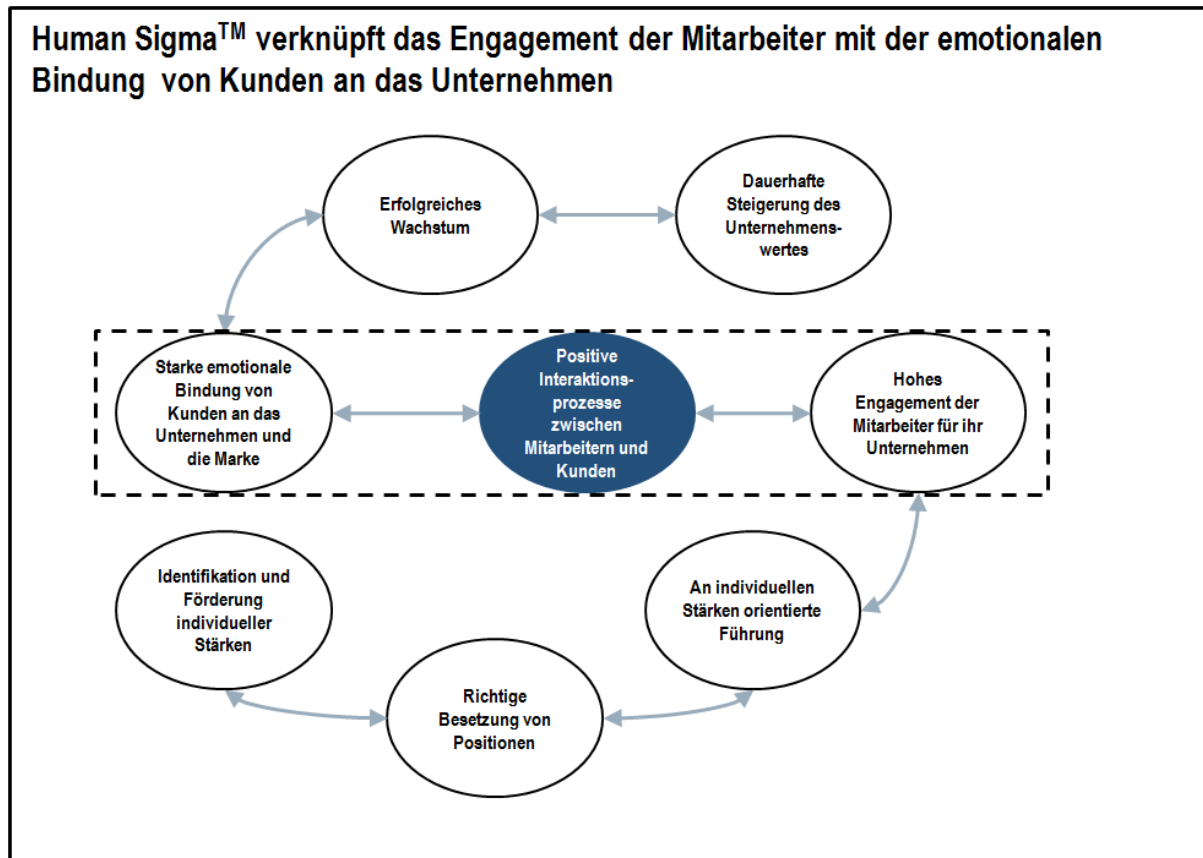 Human Sigma™ verknüpft das Engagement der Mitarbeiter mit der emotionalen
Bindung von Kunden an das Unternehmen
Erfolgreiches
Wachstum
Dauerhafte
Steigerung des
Unternehmens-
wertes
Starke emotionale
Bindung von
Kunden an das
Unternehmen und
die Marke
Positive
Interaktions-
prozesse
zwischen
Mitarbeitern und
Kunden
Hohes
Engagement der
Mitarbeiter für ihr
Unternehmen
Identifikation und
Förderung
individueller
Stärken
An individuellen
Stärken orientierte
Führung
Richtige
Besetzung von
Positionen